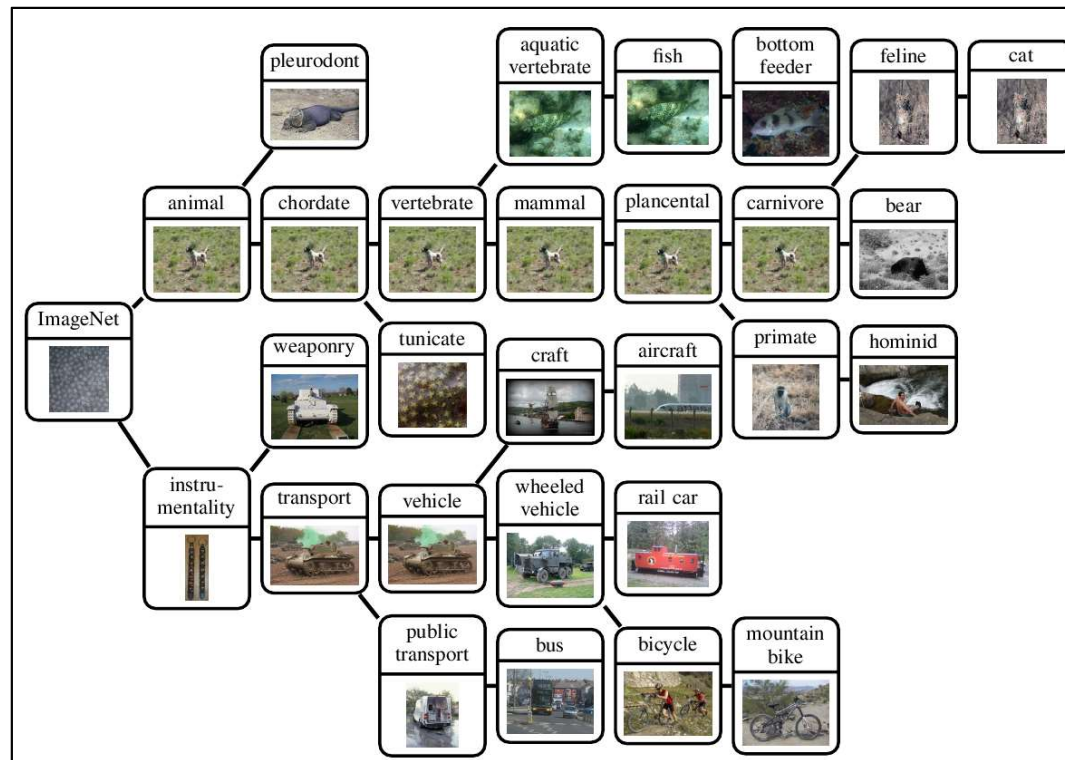 pleurodont
aquatic
vertebrate
fish
bottom
feeder
feline
cat
animal
chordate
vertebrate
mammal
plancental
carnivore
bear
ImageNet
weaponry
tunicate
craft
aircraft
primate
hominid
instru-
mentality
transport
vehicle
wheeled
vehicle
rail car
public
transport
bus
bicycle
mountain
bike